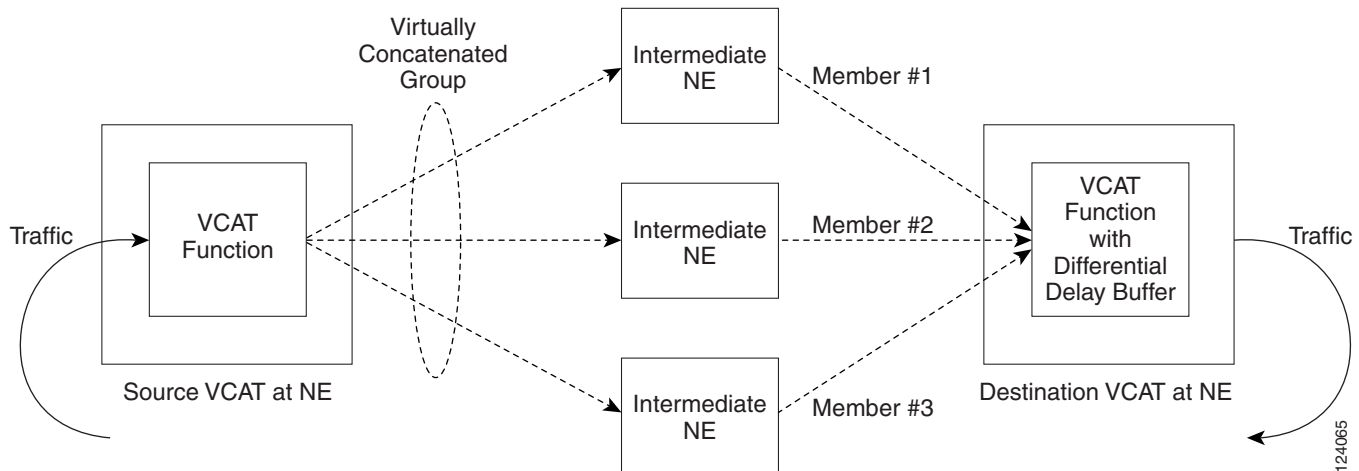 Virtually
Concatenated
Group
Intermediate
NE
Member #1
Traffic
VCAT
Function
Intermediate
NE
Member #2
VCAT
Function
with
Differential
Delay Buffer
Traffic
Source VCAT at NE
Intermediate
NE
Member #3
Destination VCAT at NE
124065